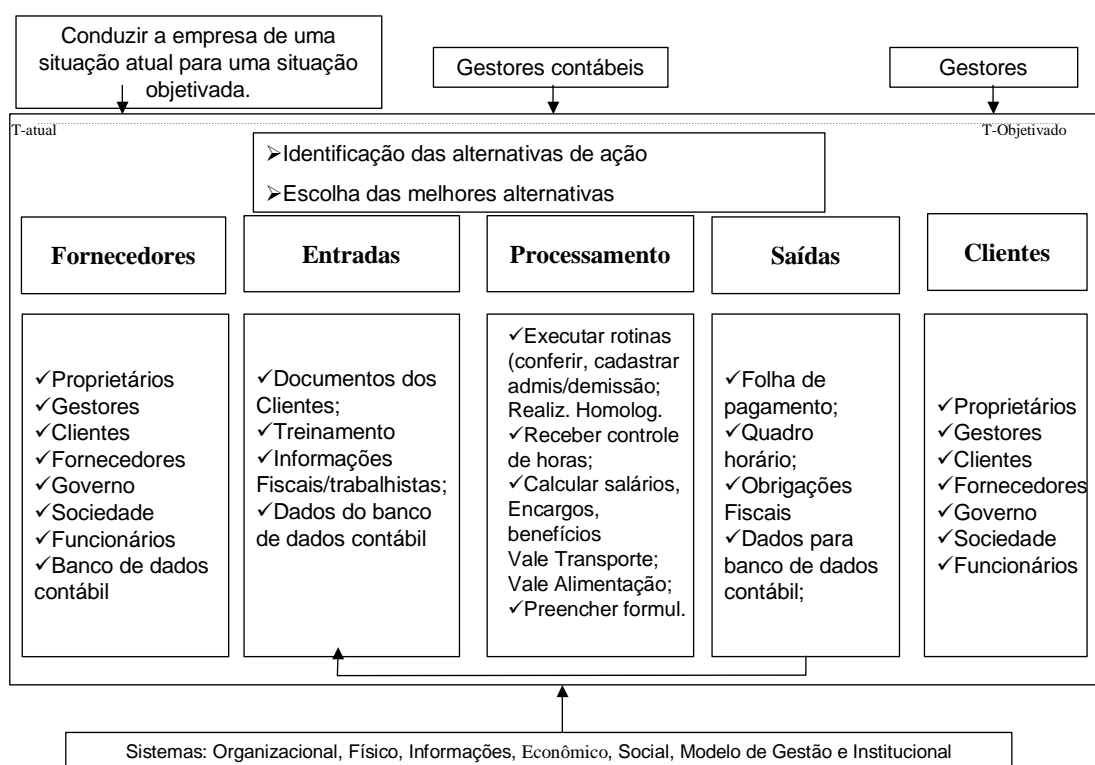 Conduzir a empresa de uma
situação atual para uma situação
objetivada.
Gestores contábeis
Gestores
T-atual
T-Objetivado
➢Identificação das alternativas de ação
➢Escolha das melhores alternativas
Fornecedores
Entradas
Processamento
Saídas
Clientes
✓Proprietários
✓Gestores
✓Clientes
✓Fornecedores
✓Governo
✓Sociedade
✓Funcionários
✓Banco de dados
contábil
✓Documentos dos
Clientes;
✓Treinamento
✓Informações
Fiscais/trabalhistas;
✓Dados do banco
de dados contábil
✓Executar rotinas
(conferir, cadastrar
admis/demissão;
Realiz. Homolog.
✓Receber controle
de horas;
✓Calcular salários,
Encargos,
benefícios
Vale Transporte;
Vale Alimentação;
✓Preencher formul.
✓Folha de
pagamento;
✓Quadro
horário;
✓Obrigações
Fiscais
✓Dados para
banco de dados
contábil;
✓Proprietários
✓Gestores
✓Clientes
✓Fornecedores
✓Governo
✓Sociedade
✓Funcionários
Sistemas: Organizacional, Físico, Informações, Econômico, Social, Modelo de Gestão e Institucional